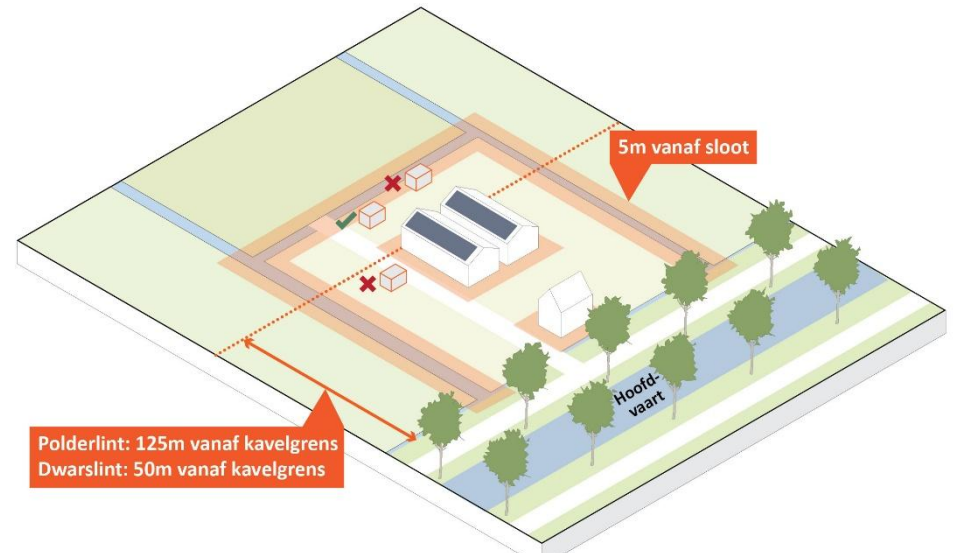 5m vanaf sloot
Hoofd-
vaart
Polderlint: 125m vanaf kavelgrens
Dwarslint: 50m vanaf kavelgrens